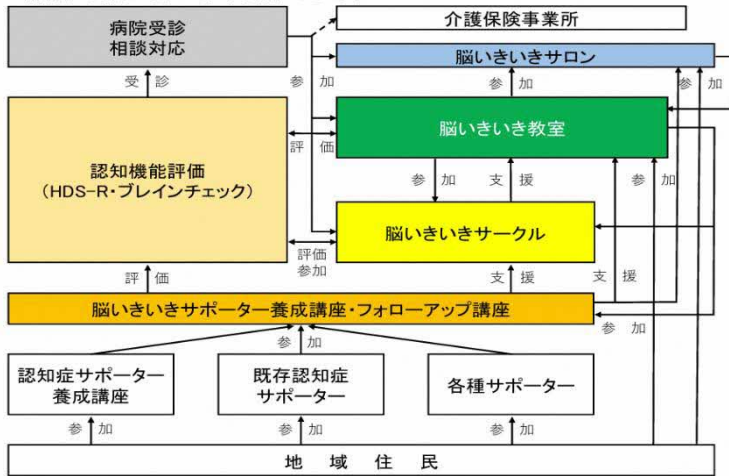 病院受診
相談対応
介護保険事業所
脳いきいきサロン
受 診
参 加
参 加
参 加
脳いきいき教室
評 価
認知機能評価
(HDS-R・ブレインチェック)
参 加
支 援
参 加
脳いきいきサークル
評価
参加
評 価
支 援
支 援
脳いきいきサポーター養成講座・フォローアップ講座
参 加
参 加
認知症サポーター
養成講座
既存認知症
サポーター
各種サポーター
参 加
参 加
参 加
地 域 住 民